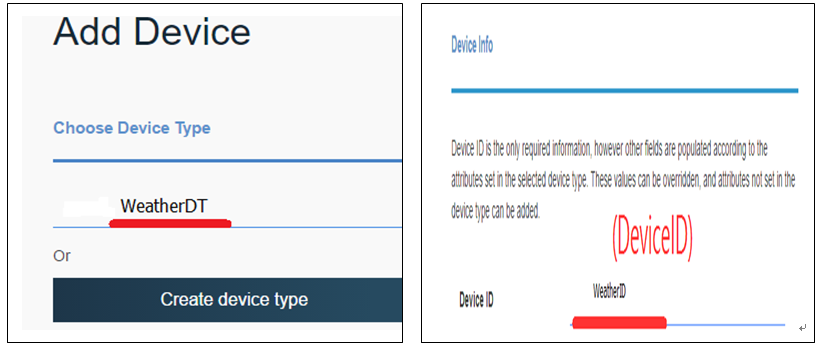 Add Device
Choose Device Type
WeatherDT
Or
Create device type
Device Info
Device ID is the only required information, however other fields are populated according to the
attributes set in the selected device type. These values can be overridden, and attributes not set in the
device type can be added.
(DeviceID)
Device ID
WeatherID